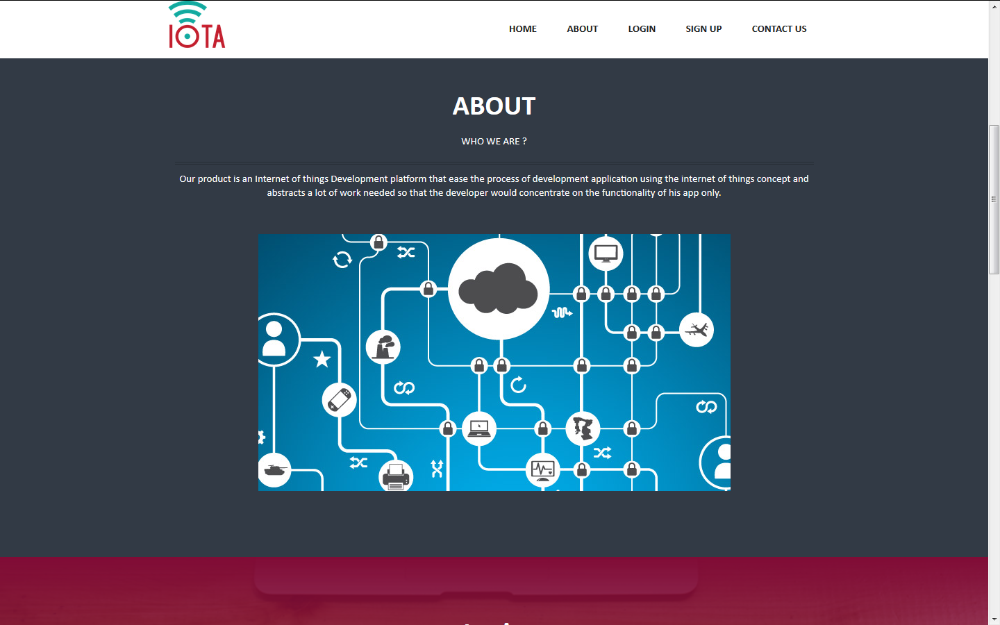 IOTA
HOME ABOUT LOGIN SIGN UP CONTACT US
ABOUT
WHO WE ARE ?
Our product is an Internet of things Development platform that ease the process of development application using the internet of things concept and
abstracts a lot of work needed so that the developer would concentrate on the functionality of his app only.